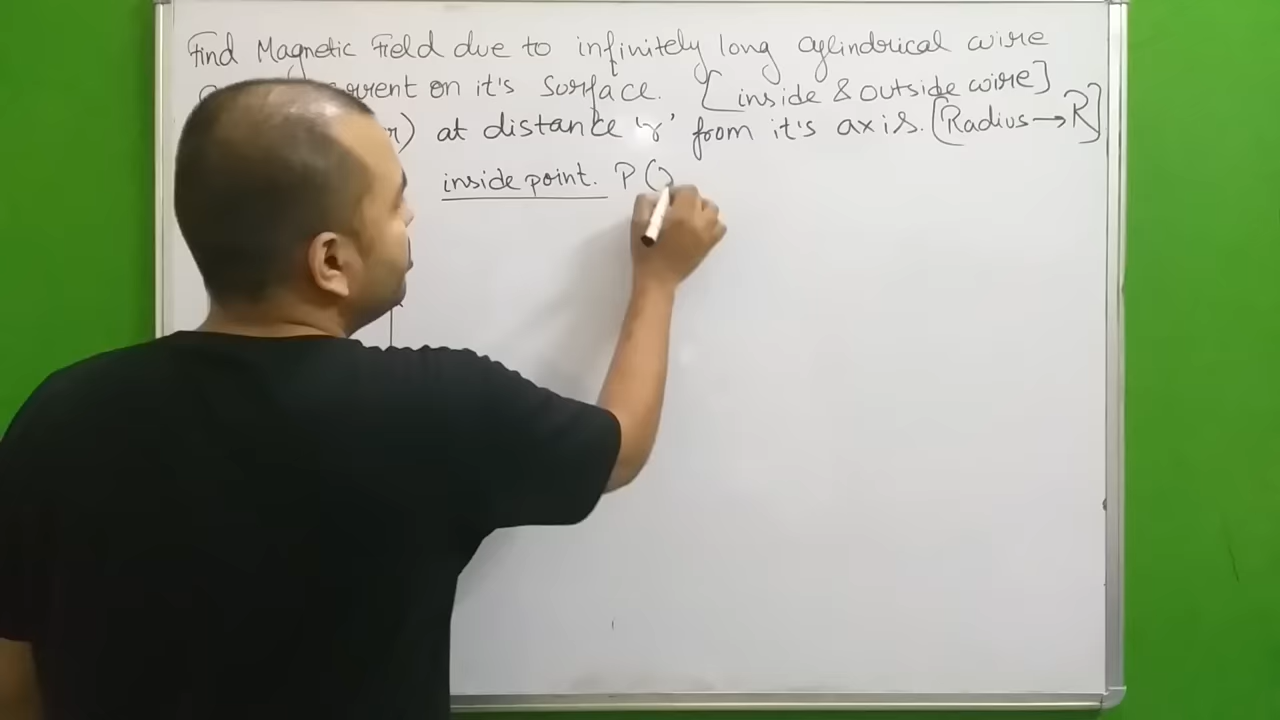 Find Magnetic Field due to infinitely long cylindrical wire
on it's Surface. [inside & outside wire]
at distance 'r' from it's axis. [Radius → R]
inside point. P (